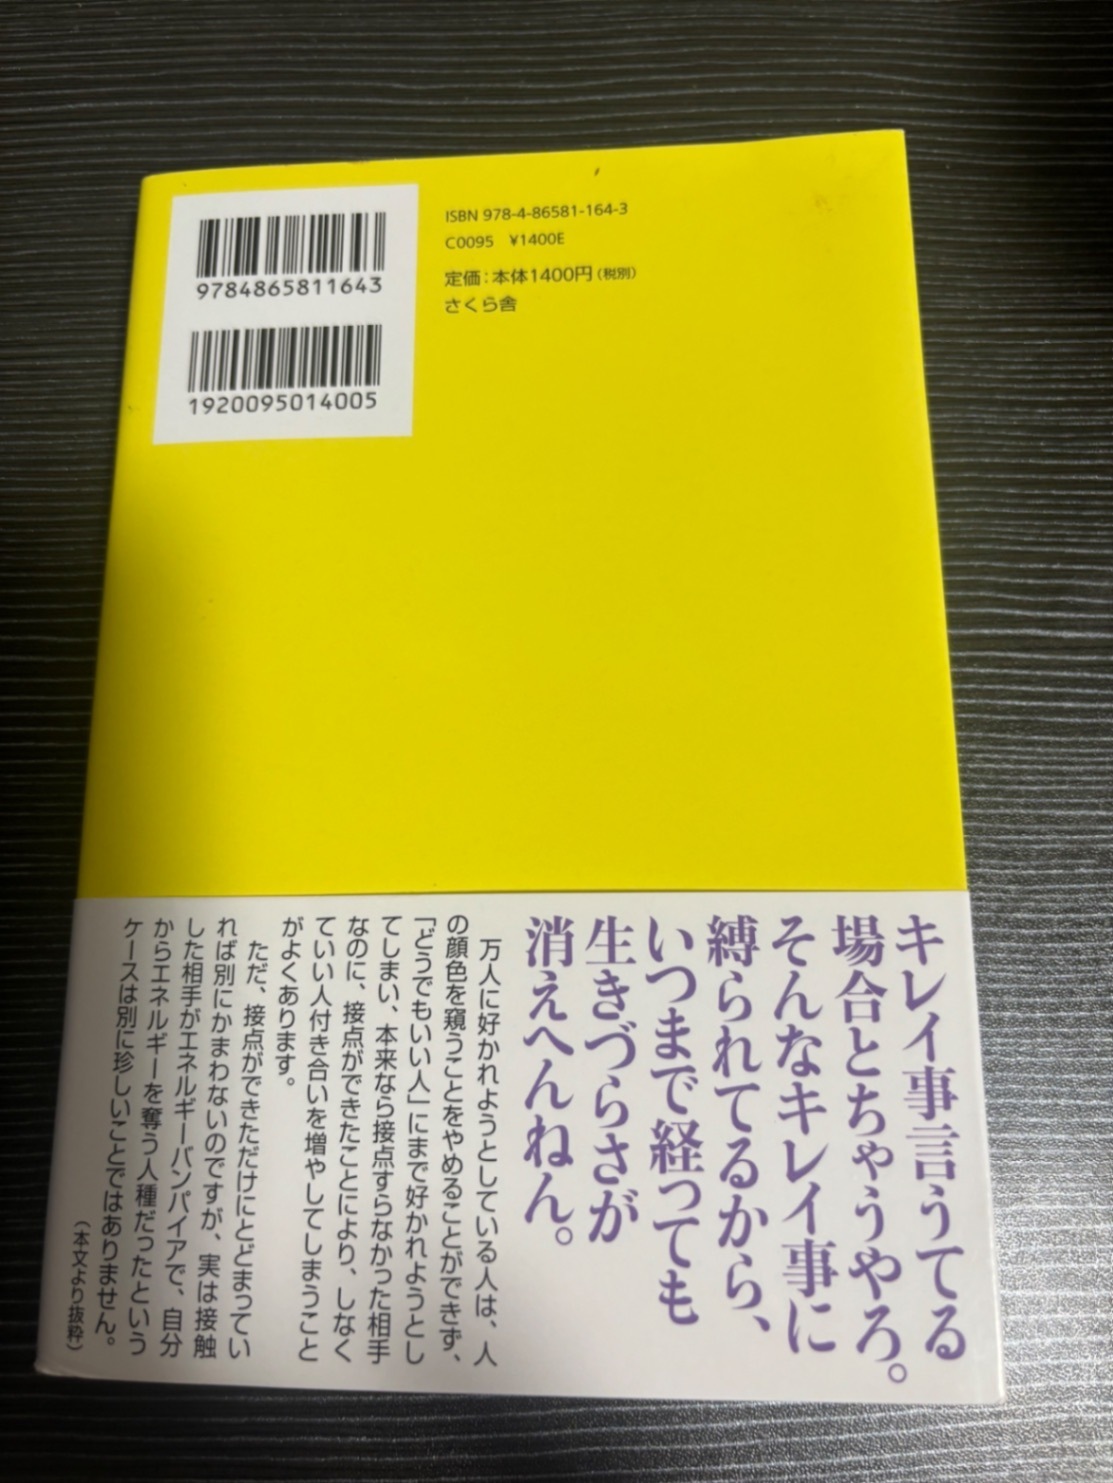 9784865811643
1920095014005
ISBN 978-4-86581-164-3
C0095 ¥1400E
定価：本体1400円（税別）
さくら舎
キレイ事言うてる
場合とちゃうやろ。
そんなキレイ事に
縛られてるから、
いつまで経っても
生きづらさが
消えへんねん。
万人に好かれようとしている人は、人
の顔色を窺うことをやめることができず、
「どうでもいい人」にまで好かれようとし
てしまい、本来なら接点すらなかった相手
なのに、接点ができたことにより、しなく
ていい人付き合いを増やしてしまうこと
がよくあります。
ただ、接点ができただけにとどまってい
れば別にかまわないのですが、実は接触
した相手がエネルギーバンパイアで、自分
からエネルギーを奪う人種だったという
ケースは別に珍しいことではありません。
（本文より抜粋）